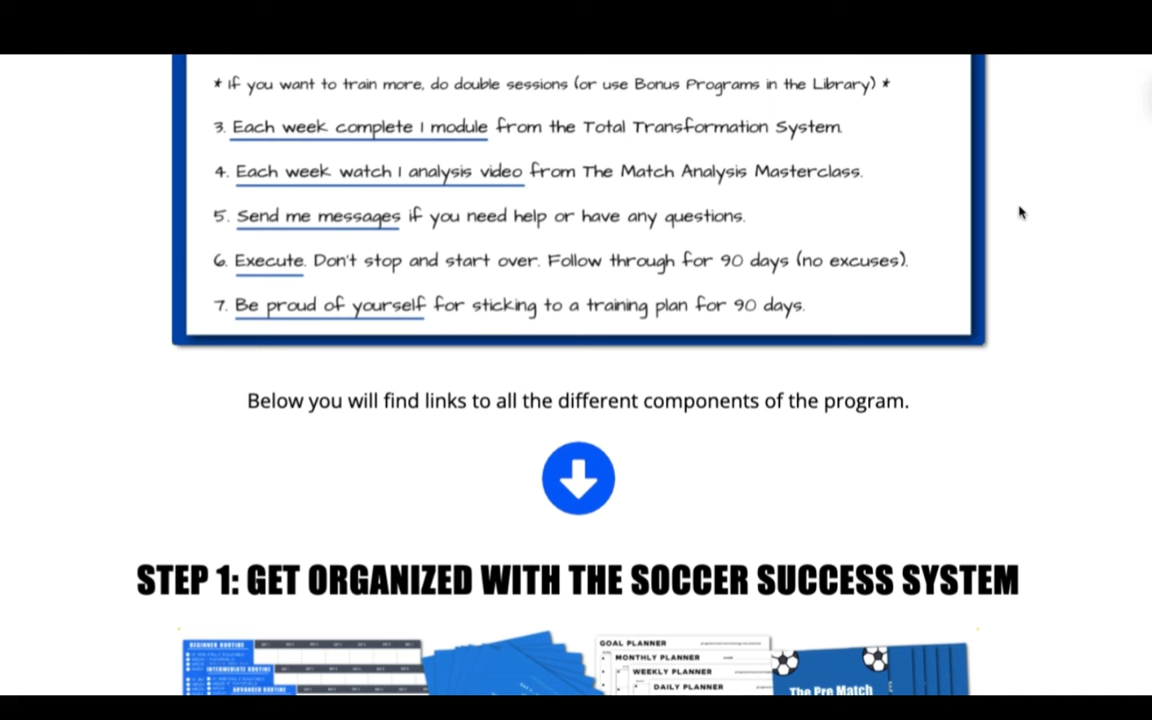 * If you want to train more, do double sessions (or use Bonus Programs in the Library) *
3. Each week complete 1 module from the Total Transformation System.
4. Each week watch 1 analysis video from The Match Analysis Masterclass.
5. Send me messages if you need help or have any questions.
6. Execute. Don't stop and start over. Follow through for 90 days (no excuses).
7. Be proud of yourself for sticking to a training plan for 90 days.
Below you will find links to all the different components of the program.
STEP 1: GET ORGANIZED WITH THE SOCCER SUCCESS SYSTEM
BEGINNER ROUTINE
INTERMEDIATE ROUTINE
ADVANCED ROUTINE
GOAL PLANNER
MONTHLY PLANNER
WEEKLY PLANNER
DAILY PLANNER
The Pre Match